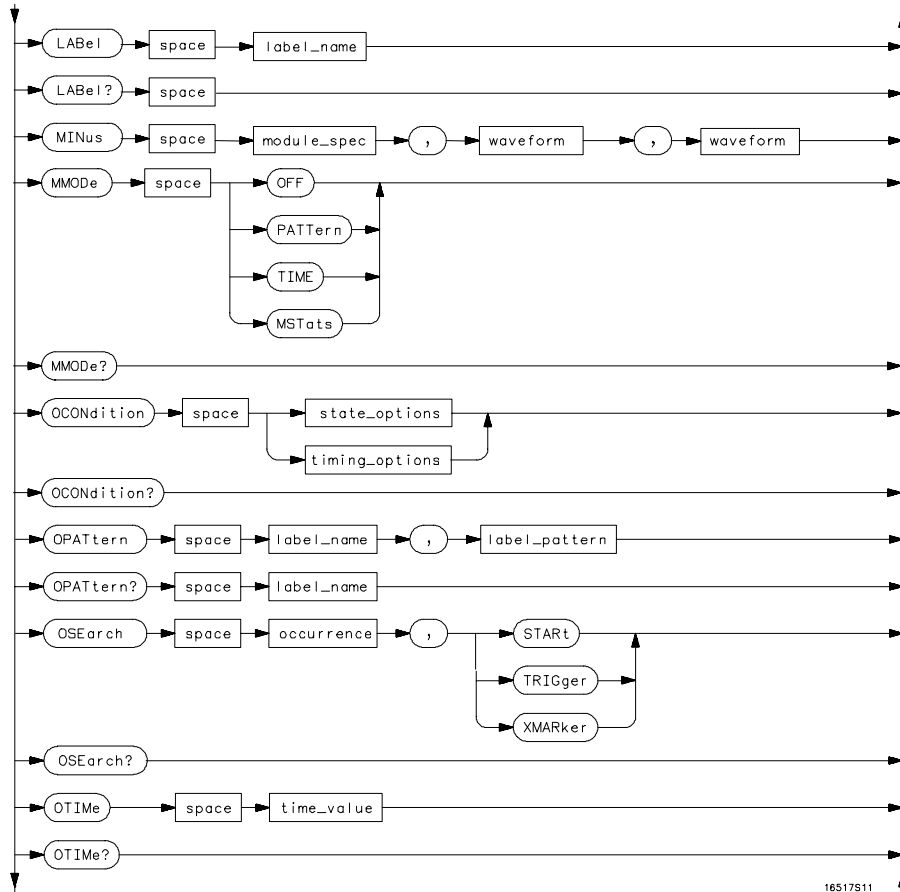 LABel space label_name
LABel? space
MINus space module_spec , waveform , waveform
MMODe space OFF
PATTern
TIME
MSTats
MMODe?
OCONdition space state_options
timing_options
OCONdition?
OPATtern space label_name , label_pattern
OPATtern? space label_name
OSEarch space occurrence , STARt
TRIGger
XMARker
OSEarch?
OTIMe space time_value
OTIMe?
16517S11